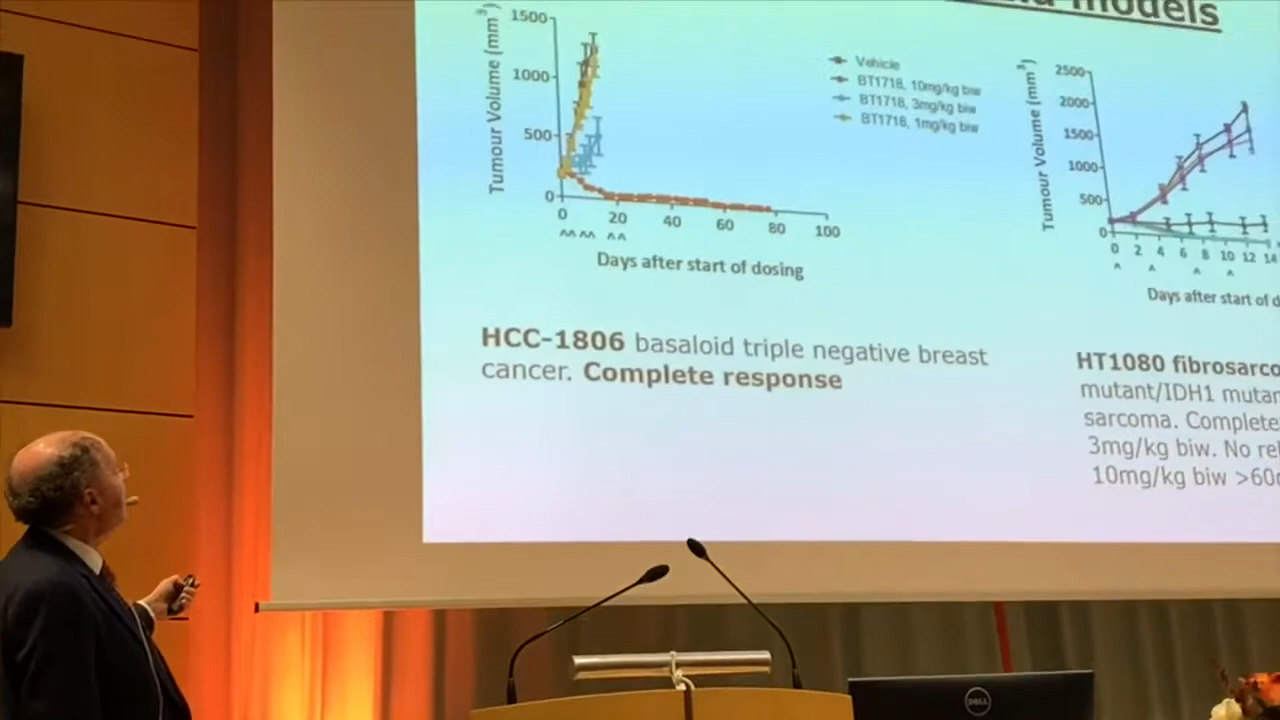 models
Tumour Volume (mm³)
1500
1000
500
0
0 20 40 60 80 100
^^ ^^ ^^
Days after start of dosing
Vehicle
BT1718, 10mg/kg biw
BT1718, 3mg/kg biw
BT1718, 1mg/kg biw
HCC-1806 basaloid triple negative breast
cancer. Complete response
Tumour Volume (mm³)
2500
2000
1500
1000
500
0
0 2 4 6 8 10 12 14
^ ^ ^ ^
Days after start of d
HT1080 fibrosarco
mutant/IDH1 mutan
sarcoma. Complete
3mg/kg biw. No rel
10mg/kg biw >60d
DELL